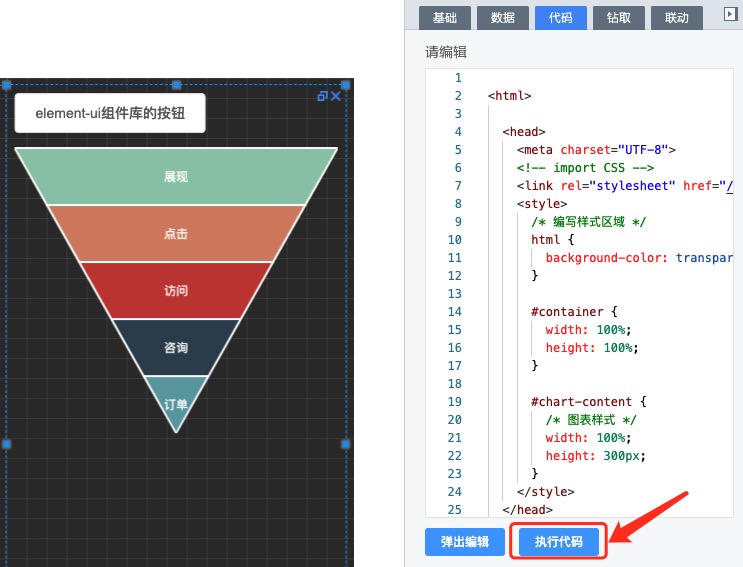 element-ui组件库的按钮
展现
点击
访问
咨询
订单
基础 数据 代码 钻取 联动
请编辑
1
2 <html>
3
4 <head>
5 <meta charset="UTF-8">
6 <!-- import CSS -->
7 <link rel="stylesheet" href="/
8 <style>
9 /* 编写样式区域 */
10 html {
11 background-color: transpar
12 }
13
14 #container {
15 width: 100%;
16 height: 100%;
17 }
18
19 #chart-content {
20 /* 图表样式 */
21 width: 100%;
22 height: 300px;
23 }
24 </style>
25 </head>
弹出编辑 执行代码